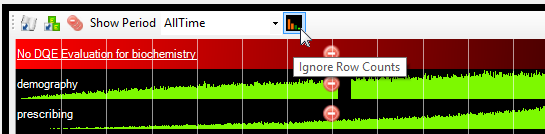 Show Period AllTime
No DQE Evaluation for biochemistry
Ignore Row Counts
demography
prescribing